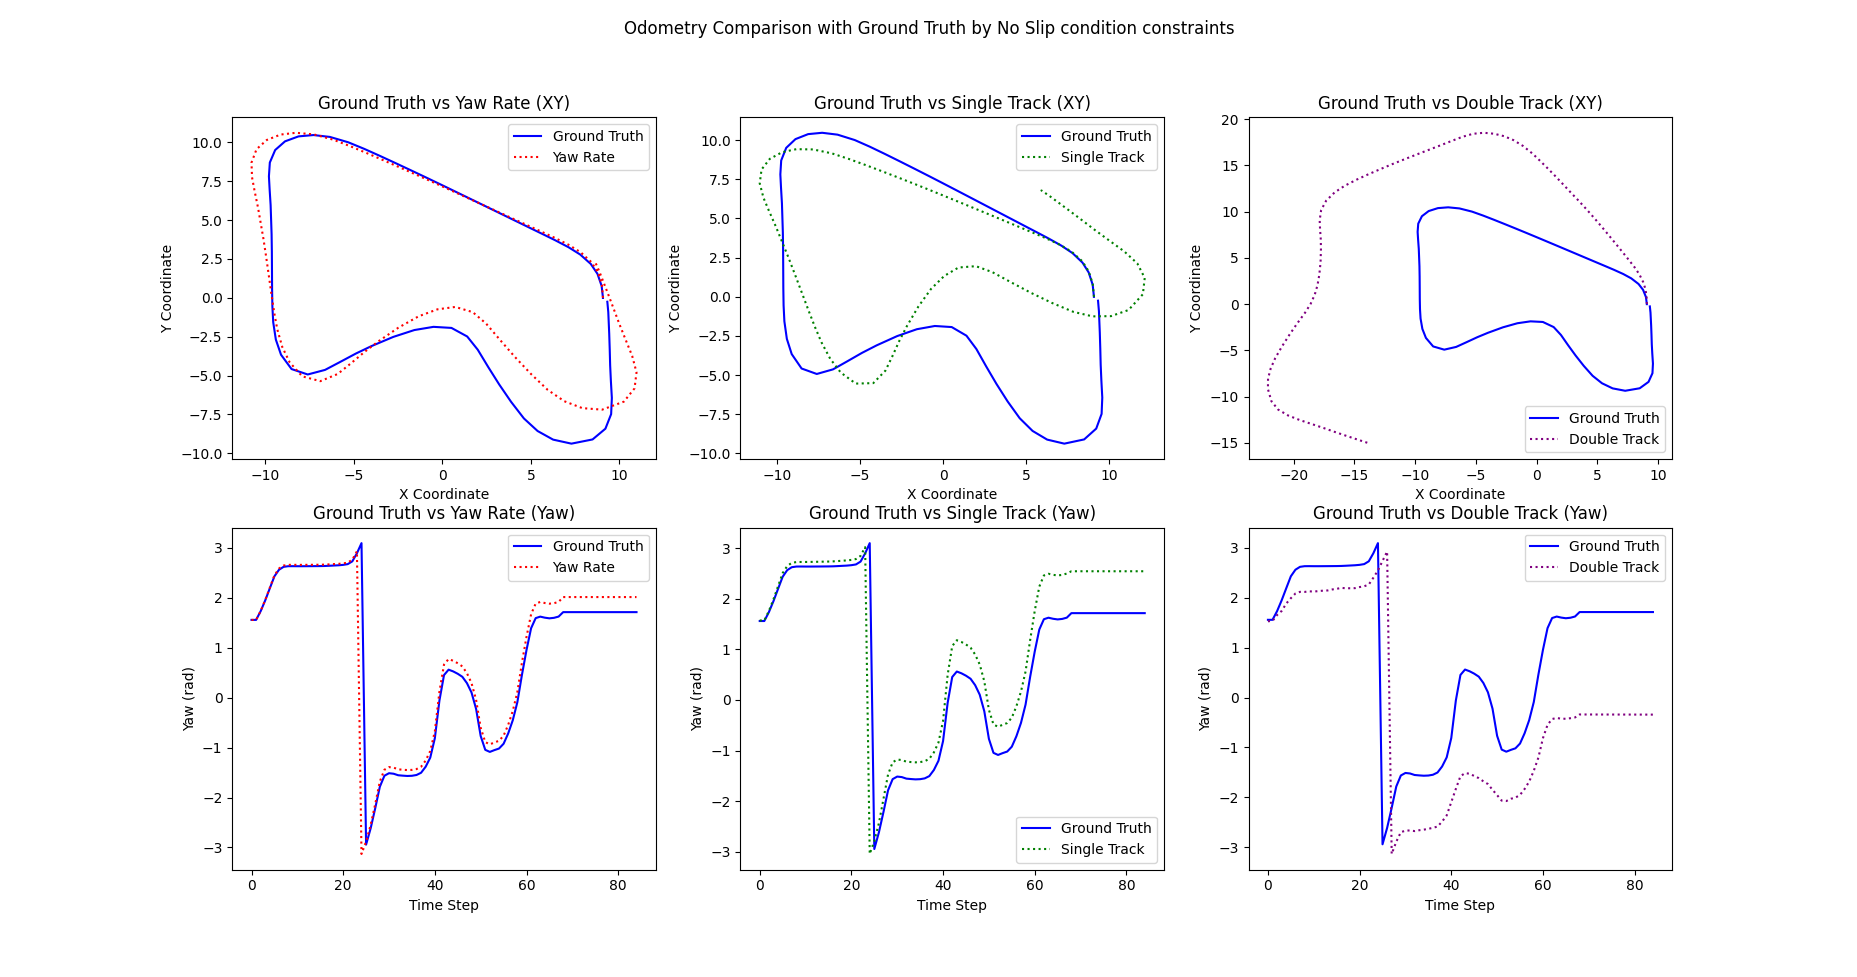 Odometry Comparison with Ground Truth by No Slip condition constraints
Ground Truth vs Yaw Rate (XY)
Y Coordinate
10.0
7.5
5.0
2.5
0.0
−2.5
−5.0
−7.5
−10.0
Ground Truth
Yaw Rate
−10
−5
0
5
10
X Coordinate
Ground Truth vs Single Track (XY)
Y Coordinate
10.0
7.5
5.0
2.5
0.0
−2.5
−5.0
−7.5
−10.0
Ground Truth
Single Track
−10
−5
0
5
10
X Coordinate
Ground Truth vs Double Track (XY)
Y Coordinate
20
15
10
5
0
−5
−10
−15
Ground Truth
Double Track
−20
−15
−10
−5
0
5
10
X Coordinate
Ground Truth vs Yaw Rate (Yaw)
Yaw (rad)
3
2
1
0
−1
−2
−3
Ground Truth
Yaw Rate
0
20
40
60
80
Time Step
Ground Truth vs Single Track (Yaw)
Yaw (rad)
3
2
1
0
−1
−2
−3
Ground Truth
Single Track
0
20
40
60
80
Time Step
Ground Truth vs Double Track (Yaw)
Yaw (rad)
3
2
1
0
−1
−2
−3
Ground Truth
Double Track
0
20
40
60
80
Time Step